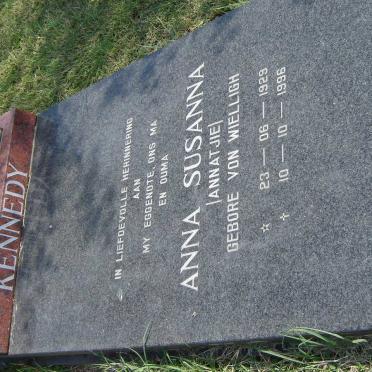 KENNEDY
IN LIEFDEVOLLE HERINNERING
AAN
MY EGGENOTE, ONS MA
EN OUMA
ANNA SUSANNA
(ANNATJIE)
GEBORE VON WIELLIGH
☆ 23 — 06 — 1929
✝ 10 — 10 — 1996